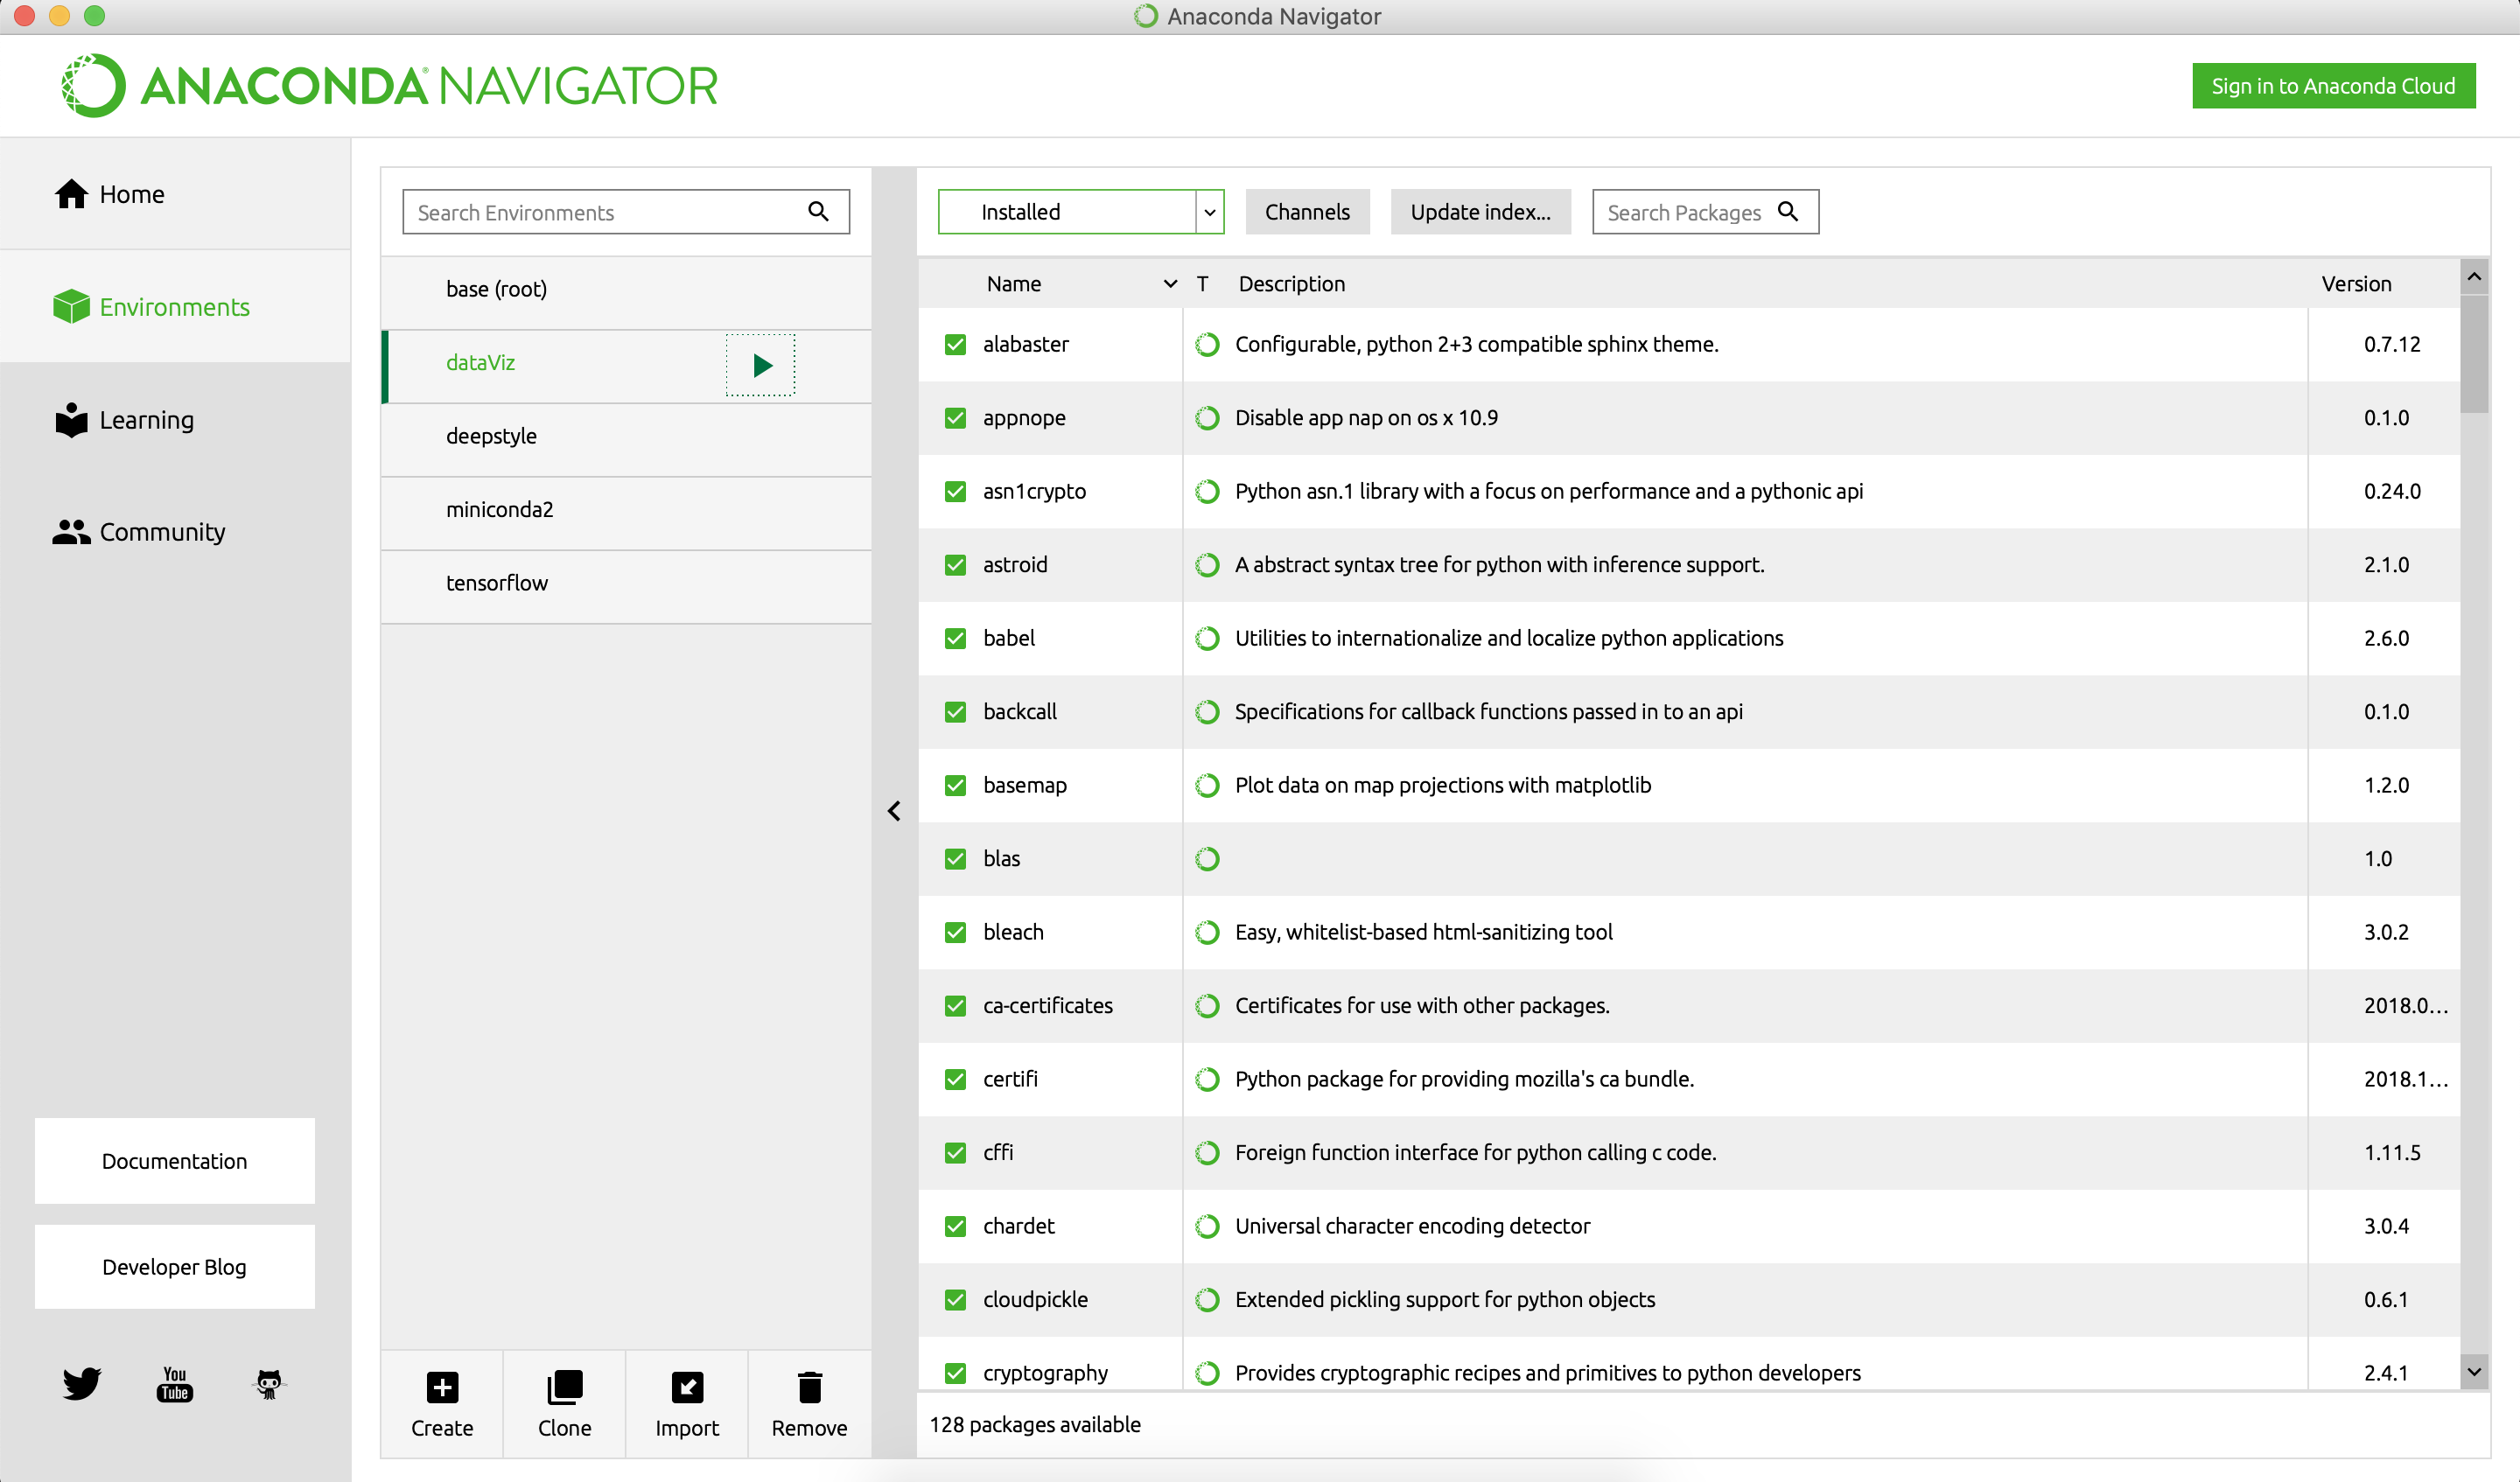 Anaconda Navigator
ANACONDA® NAVIGATOR
Sign in to Anaconda Cloud
Home
Environments
Learning
Community
Documentation
Developer Blog
You
Tube
Search Environments
base (root)
dataViz
deepstyle
miniconda2
tensorflow
Create
Clone
Import
Remove
Installed
Channels
Update index...
Search Packages
Name T Description Version
alabaster Configurable, python 2+3 compatible sphinx theme. 0.7.12
appnope Disable app nap on os x 10.9 0.1.0
asn1crypto Python asn.1 library with a focus on performance and a pythonic api 0.24.0
astroid A abstract syntax tree for python with inference support. 2.1.0
babel Utilities to internationalize and localize python applications 2.6.0
backcall Specifications for callback functions passed in to an api 0.1.0
basemap Plot data on map projections with matplotlib 1.2.0
blas 1.0
bleach Easy, whitelist-based html-sanitizing tool 3.0.2
ca-certificates Certificates for use with other packages. 2018.0...
certifi Python package for providing mozilla's ca bundle. 2018.1...
cffi Foreign function interface for python calling c code. 1.11.5
chardet Universal character encoding detector 3.0.4
cloudpickle Extended pickling support for python objects 0.6.1
cryptography Provides cryptographic recipes and primitives to python developers 2.4.1
128 packages available